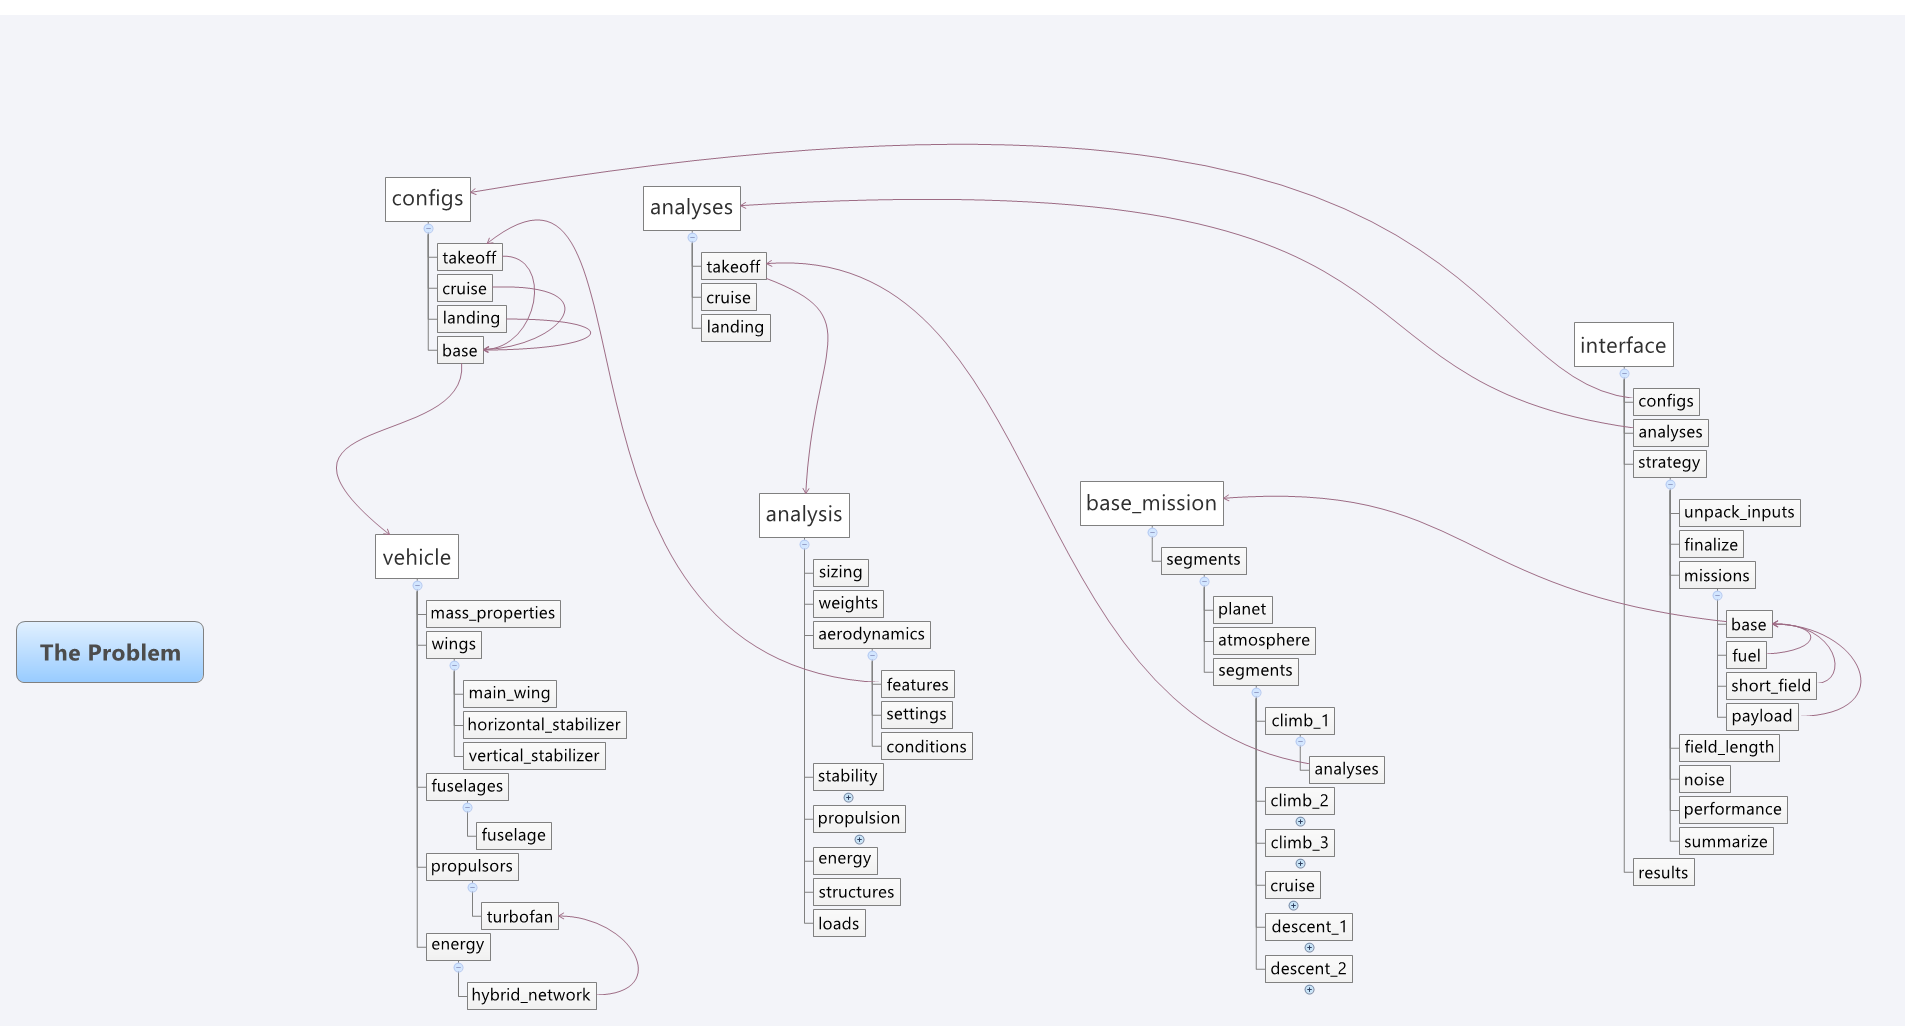 The Problem
configs
takeoff
cruise
landing
base
vehicle
mass_properties
wings
main_wing
horizontal_stabilizer
vertical_stabilizer
fuselages
fuselage
propulsors
turbofan
energy
hybrid_network
analyses
takeoff
cruise
landing
analysis
sizing
weights
aerodynamics
features
settings
conditions
stability
propulsion
energy
structures
loads
base_mission
segments
planet
atmosphere
segments
climb_1
analyses
climb_2
climb_3
cruise
descent_1
descent_2
interface
configs
analyses
strategy
unpack_inputs
finalize
missions
base
fuel
short_field
payload
field_length
noise
performance
summarize
results